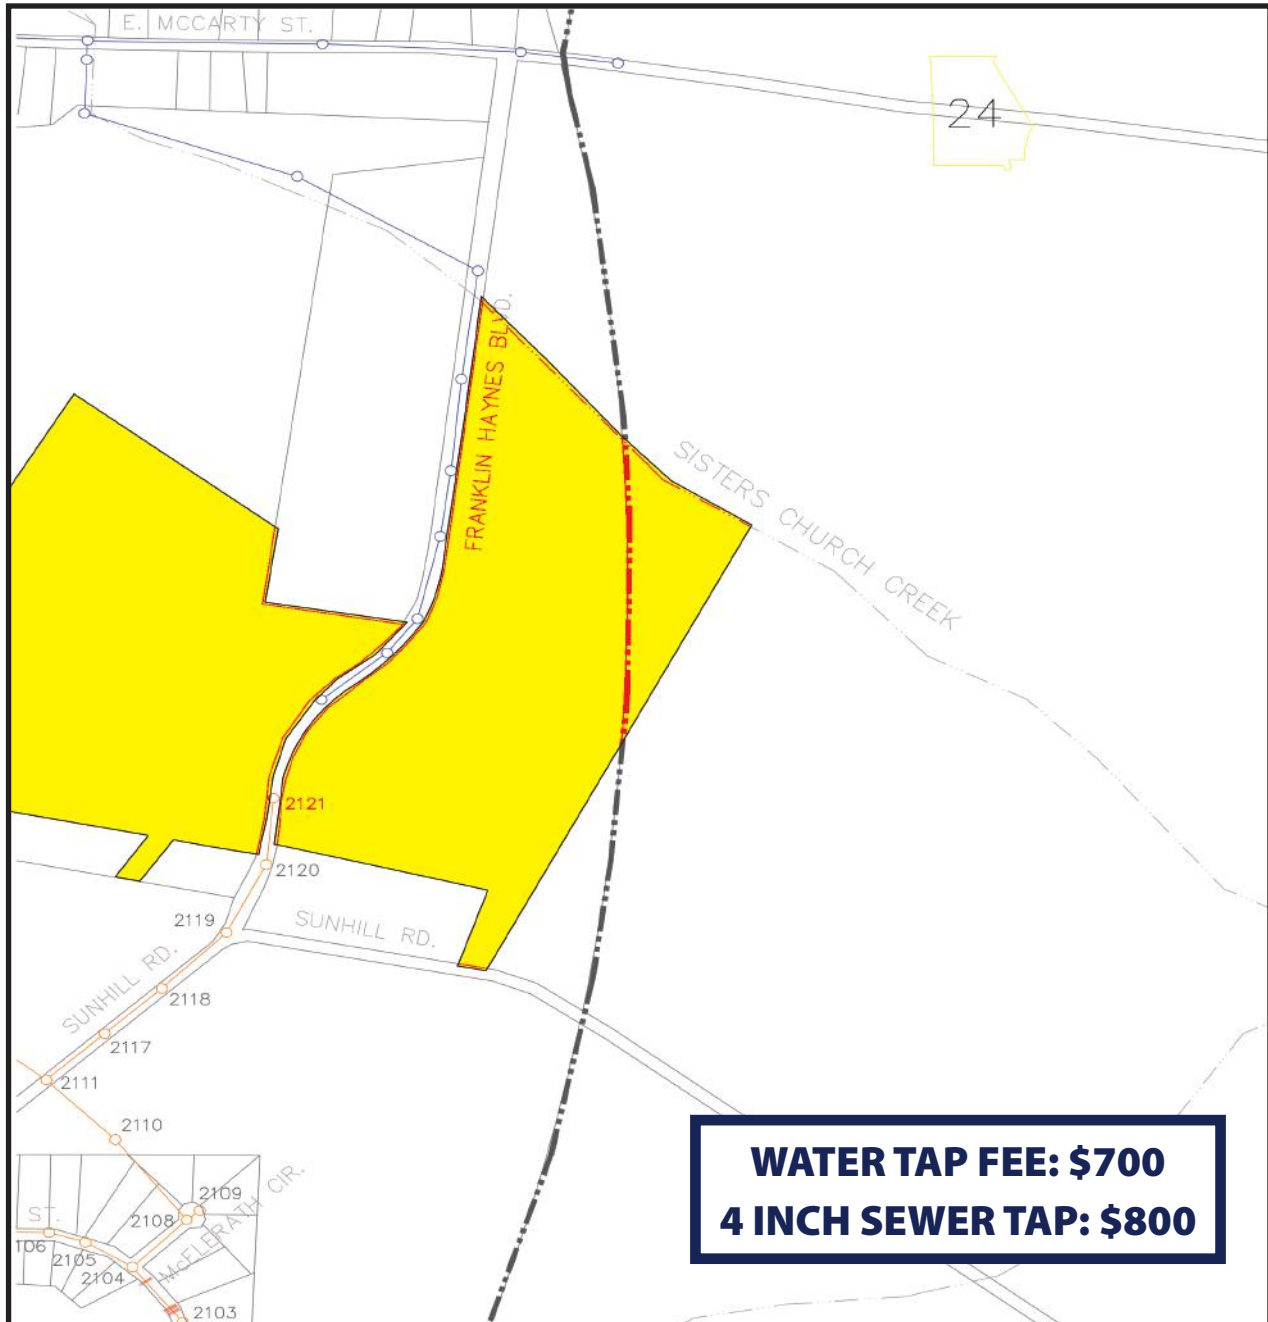 E. MCCARTY ST.
24
FRANKLIN HAYNES BLVD.
SISTERS CHURCH CREEK
2121
2120
2119
SUNHILL RD.
SUNHILL RD.
2118
2117
2111
2110
2109
2108
ST.
106
2105
2104
McFLERATH CIR.
2103
WATER TAP FEE: $700
4 INCH SEWER TAP: $800